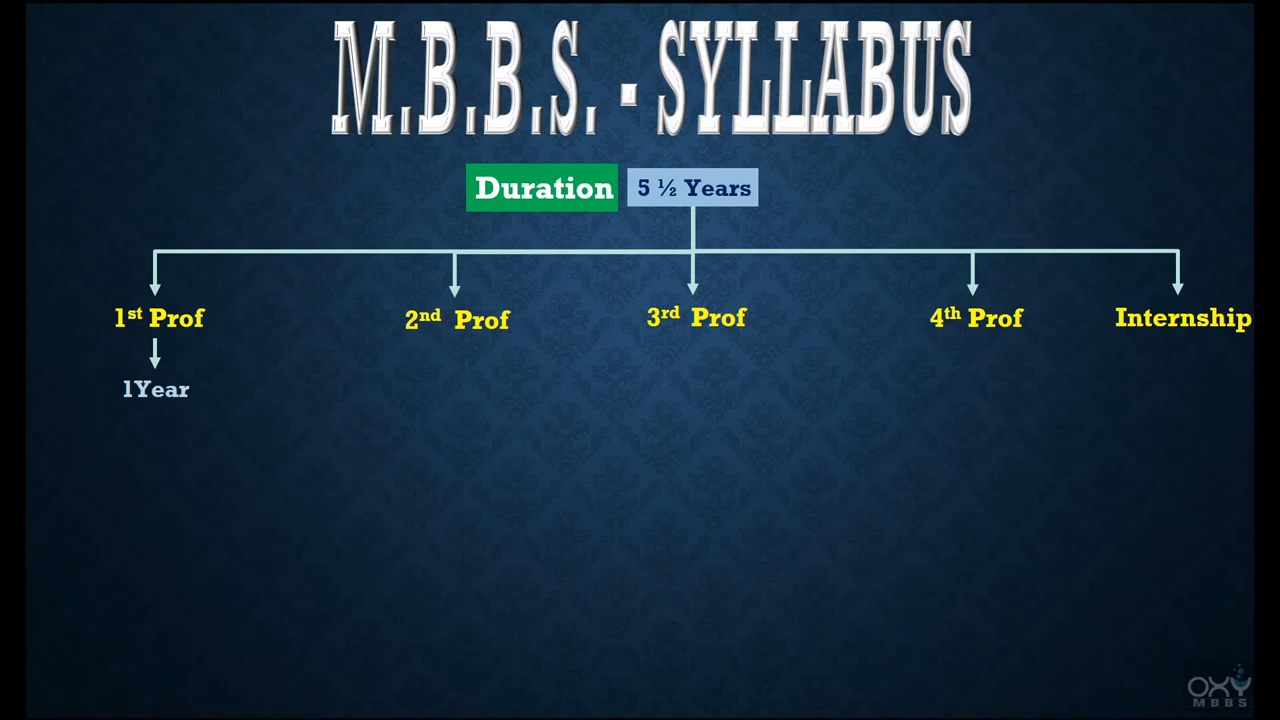 M.B.B.S. - SYLLABUS
Duration 5 ½ Years
1st Prof 2nd Prof 3rd Prof 4th Prof Internship
1Year
OXY
MBBS